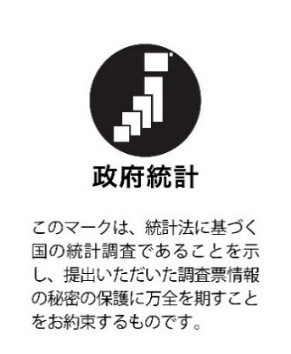 政府統計
このマークは、統計法に基づく
国の統計調査であることを示
し、提出いただいた調査票情報
の秘密の保護に万全を期すこと
をお約束するものです。